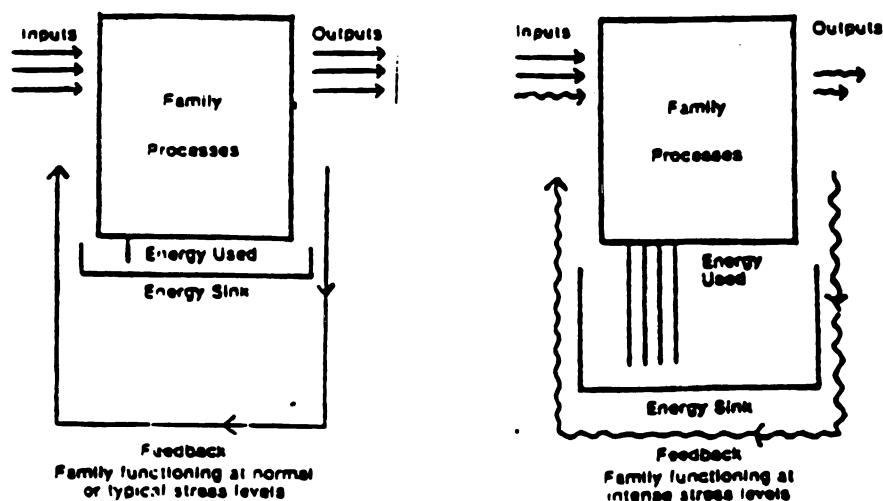 Inputs
Outputs
Family
Processes
Energy Used
Energy Sink
Feedback
Family functioning at normal
or typical stress levels
Inputs
Outputs
Family
Processes
Energy
Used
Energy Sink
Feedback
Family functioning at
intense stress levels